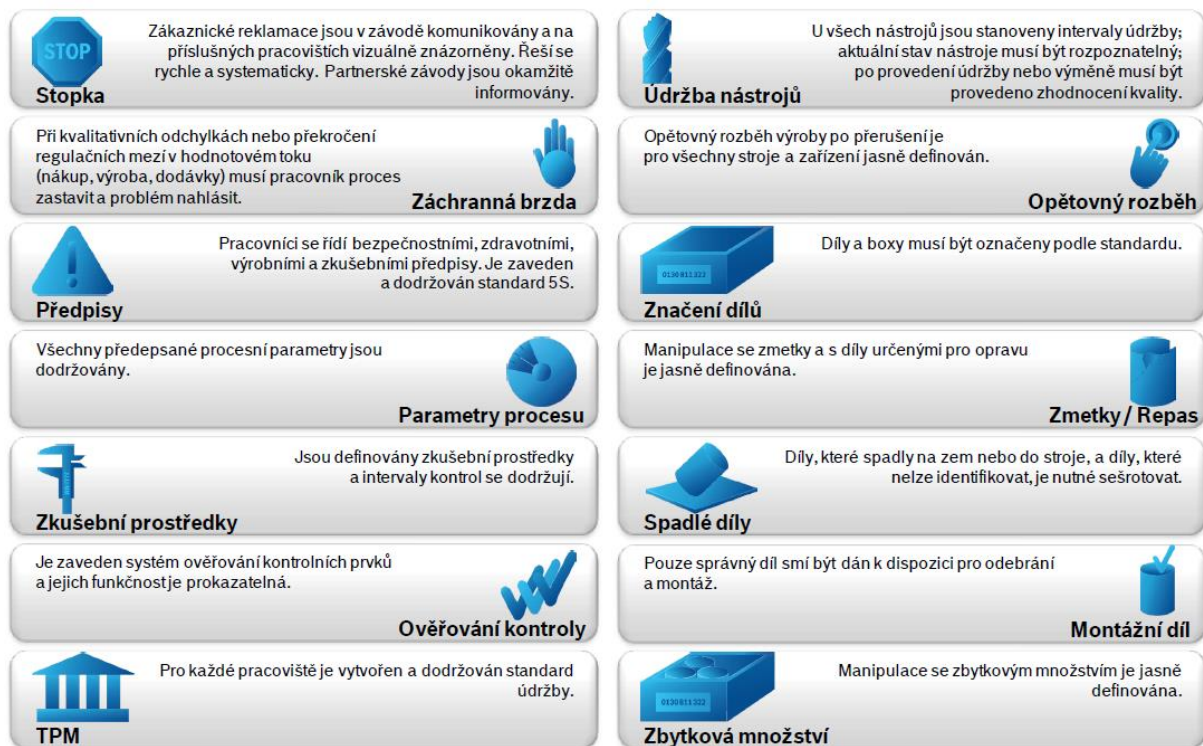 STOP
Zákaznické reklamace jsou v závodě komunikovány a na
příslušných pracovištích vizuálně znázorněny. Řeší se
rychle a systematicky. Partnerské závody jsou okamžitě
informovány.
Stopka
Při kvalitativních odchylkách nebo překročení
regulačních mezí v hodnotovém toku
(nákup, výroba, dodávky) musí pracovník proces
zastavit a problém nahlásit.
Záchranná brzda
Pracovníci se řídí bezpečnostními, zdravotními,
výrobními a zkušebními předpisy. Je zaveden
a dodržován standard 5S.
Předpisy
Všechny předepsané procesní parametry jsou
dodržovány.
Parametry procesu
Jsou definovány zkušební prostředky
a intervaly kontrol se dodržují.
Zkušební prostředky
Je zaveden systém ověřování kontrolních prvků
a jejich funkčnost je prokazatelná.
Ověřování kontroly
Pro každé pracoviště je vytvořen a dodržován standard
údržby.
TPM
U všech nástrojů jsou stanoveny intervaly údržby;
aktuální stav nástroje musí být rozpoznatelný;
po provedení údržby nebo výměně musí být
provedeno zhodnocení kvality.
Údržba nástrojů
Opětovný rozběh výroby po přerušení je
pro všechny stroje a zařízení jasně definován.
Opětovný rozběh
Díly a boxy musí být označeny podle standardu.
0130811322
Značení dílů
Manipulace se zmetky a s díly určenými pro opravu
je jasně definována.
Zmetky / Repas
Díly, které spadly na zem nebo do stroje, a díly, které
nelze identifikovat, je nutné sešrotovat.
Spadlé díly
Pouze správný díl smí být dán k dispozici pro odebrání
a montáž.
Montážní díl
Manipulace se zbytkovým množstvím je jasně
definována.
0130811322
Zbytková množství